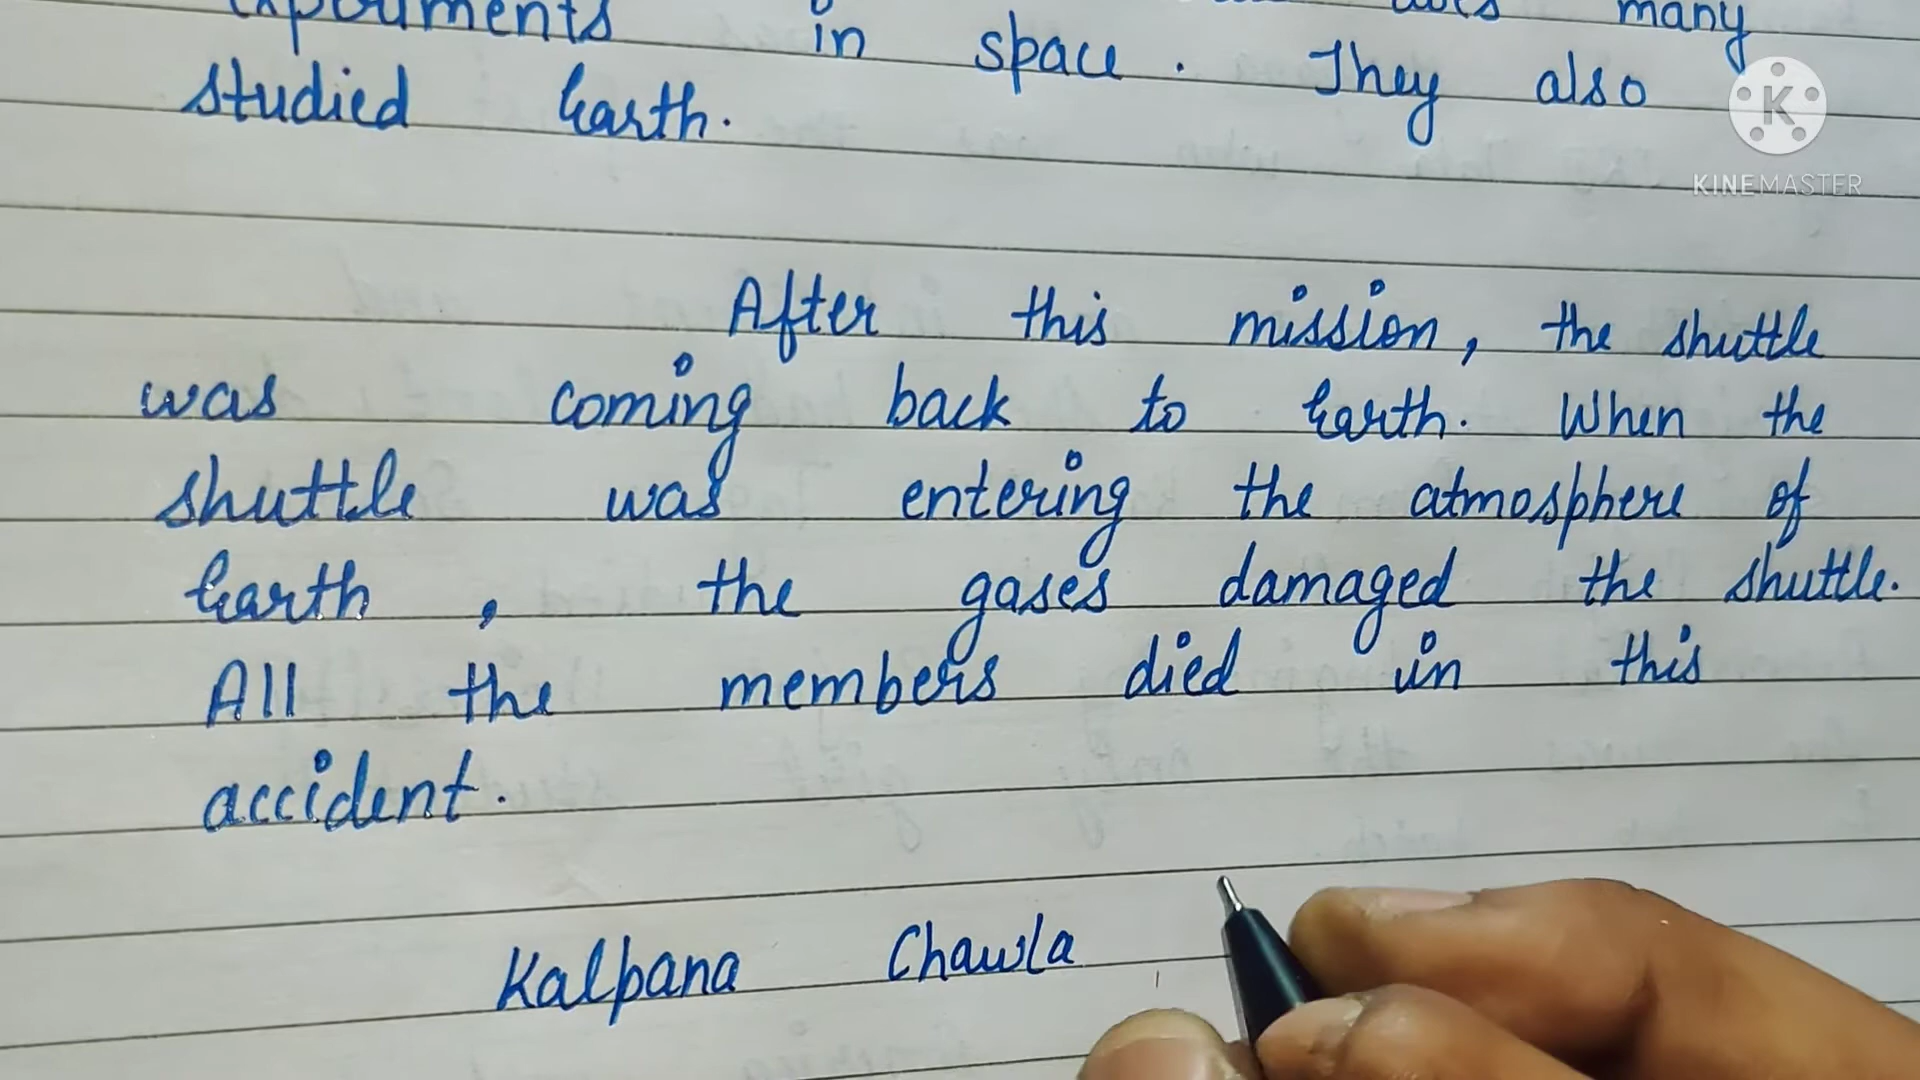 experiments in space. They also many
studied Earth.
KINEMASTER
After this mission, the shuttle
was coming back to Earth. When the
shuttle was entering the atmosphere of
Earth, the gases damaged the shuttle.
All the members died in this
accident.
Kalpana Chawla